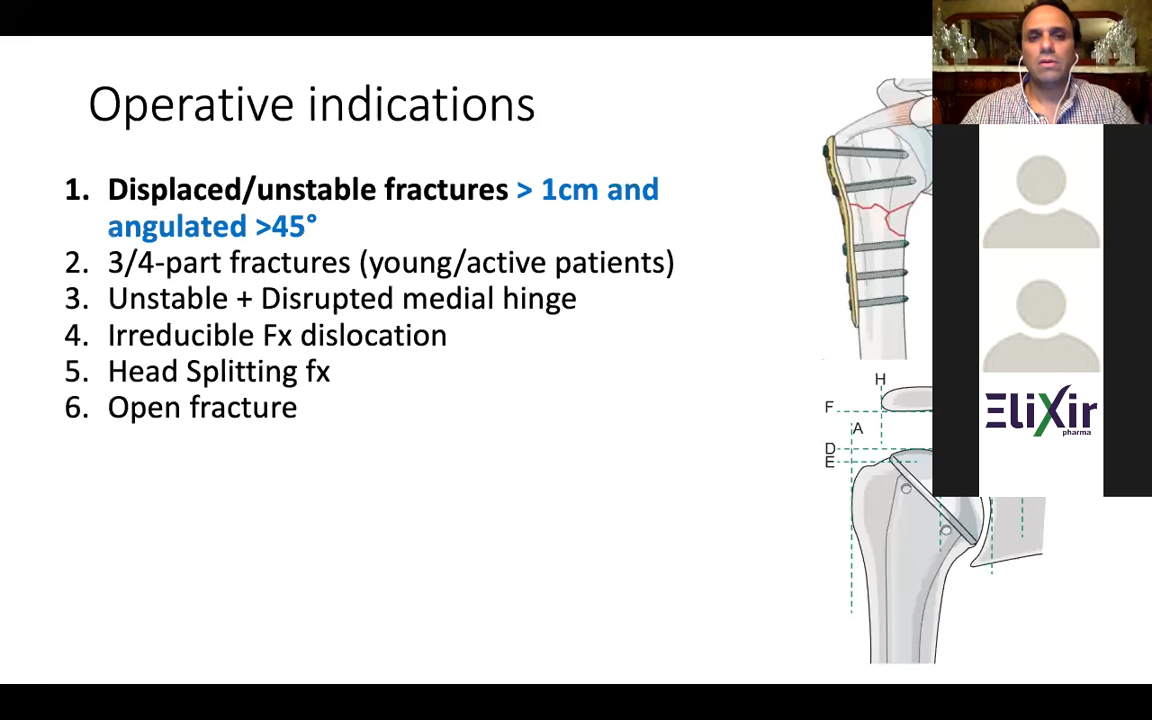 Operative indications
1. Displaced/unstable fractures > 1cm and
angulated >45°
2. 3/4-part fractures (young/active patients)
3. Unstable + Disrupted medial hinge
4. Irreducible Fx dislocation
5. Head Splitting fx
6. Open fracture
H
F
A
D
E
EliXir
pharma